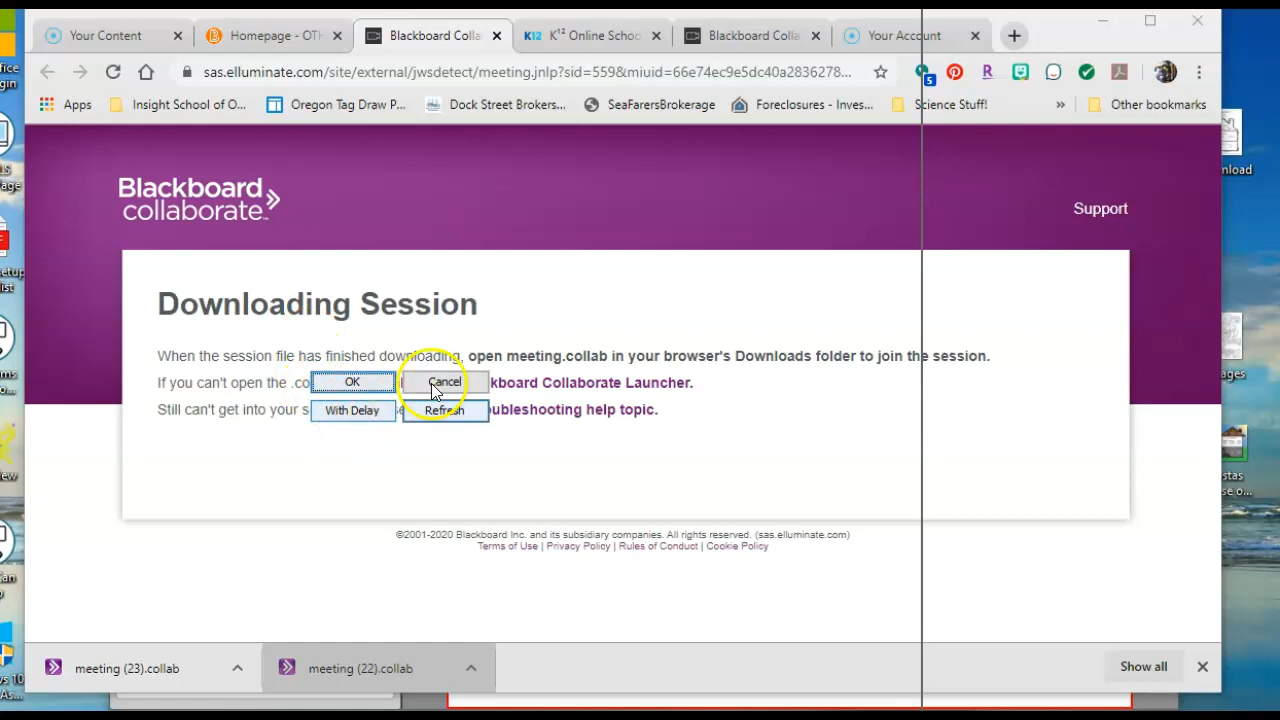 Your Content
Homepage - OTH
Blackboard Colla
K12 K12 Online Schoo
Blackboard Colla
Your Account
sas.elluminate.com/site/external/jwsdetect/meeting.jnlp?sid=559&miuid=66e74ec9e5dc40a2836278...
5
Apps
Insight School of O...
Oregon Tag Draw P...
Dock Street Brokers...
SeaFarersBrokerage
Foreclosures - Inves...
Science Stuff!
»
Other bookmarks
Blackboard
collaborate
Support
Downloading Session
When the session file has finished downloading, open meeting.collab in your browser's Downloads folder to join the session.
If you can't open the .co
OK
Cancel
kboard Collaborate Launcher.
Still can't get into your s
With Delay
Refresh
ubleshooting help topic.
©2001-2020 Blackboard Inc. and its subsidiary companies. All rights reserved. (sas.elluminate.com)
Terms of Use | Privacy Policy | Rules of Conduct | Cookie Policy
meeting (23).collab
meeting (22).collab
Show all